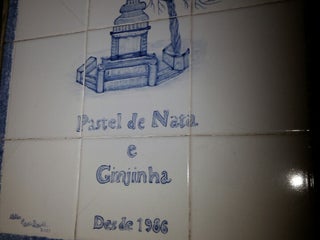 Pastel de Nata
e
Ginjinha
Desde 1986